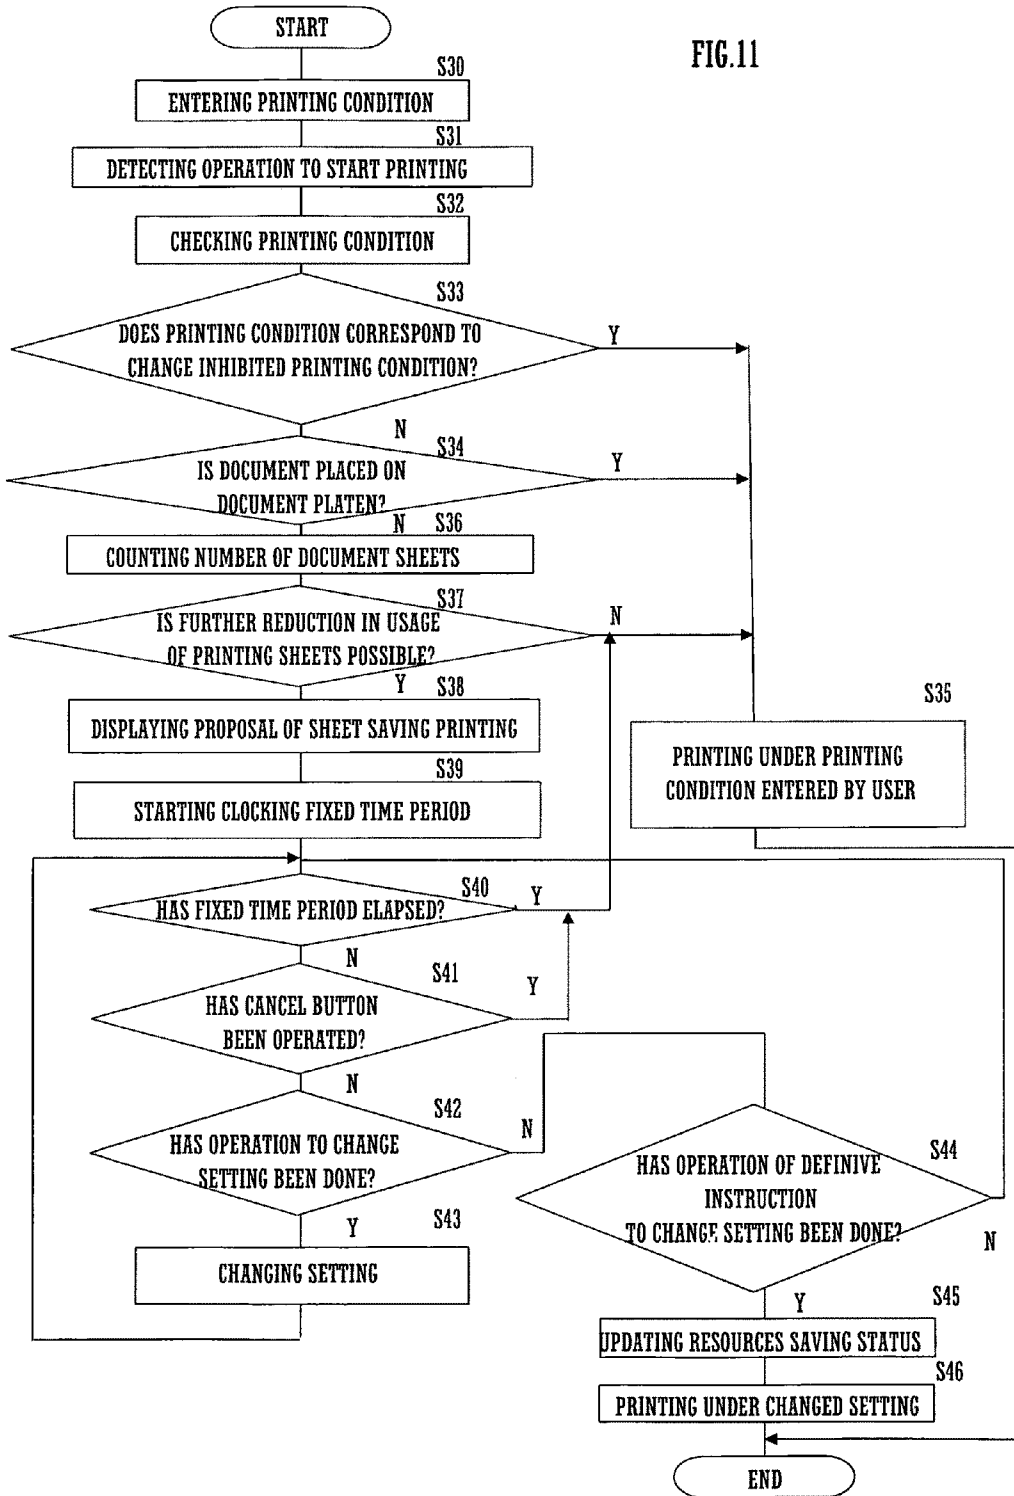 START
FIG.11
S30
ENTERING PRINTING CONDITION
S31
DETECTING OPERATION TO START PRINTING
S32
CHECKING PRINTING CONDITION
S33
DOES PRINTING CONDITION CORRESPOND TO
CHANGE INHIBITED PRINTING CONDITION?
Y
N
S34
IS DOCUMENT PLACED ON
DOCUMENT PLATEN?
Y
N
S36
COUNTING NUMBER OF DOCUMENT SHEETS
S37
IS FURTHER REDUCTION IN USAGE
OF PRINTING SHEETS POSSIBLE?
N
Y
S38
DISPLAYING PROPOSAL OF SHEET SAVING PRINTING
S35
PRINTING UNDER PRINTING
CONDITION ENTERED BY USER
S39
STARTING CLOCKING FIXED TIME PERIOD
S40
HAS FIXED TIME PERIOD ELAPSED?
Y
N
S41
HAS CANCEL BUTTON
BEEN OPERATED?
Y
N
S42
HAS OPERATION TO CHANGE
SETTING BEEN DONE?
N
Y
S43
CHANGING SETTING
S44
HAS OPERATION OF DEFINIVE
INSTRUCTION
TO CHANGE SETTING BEEN DONE?
N
Y
S45
UPDATING RESOURCES SAVING STATUS
S46
PRINTING UNDER CHANGED SETTING
END